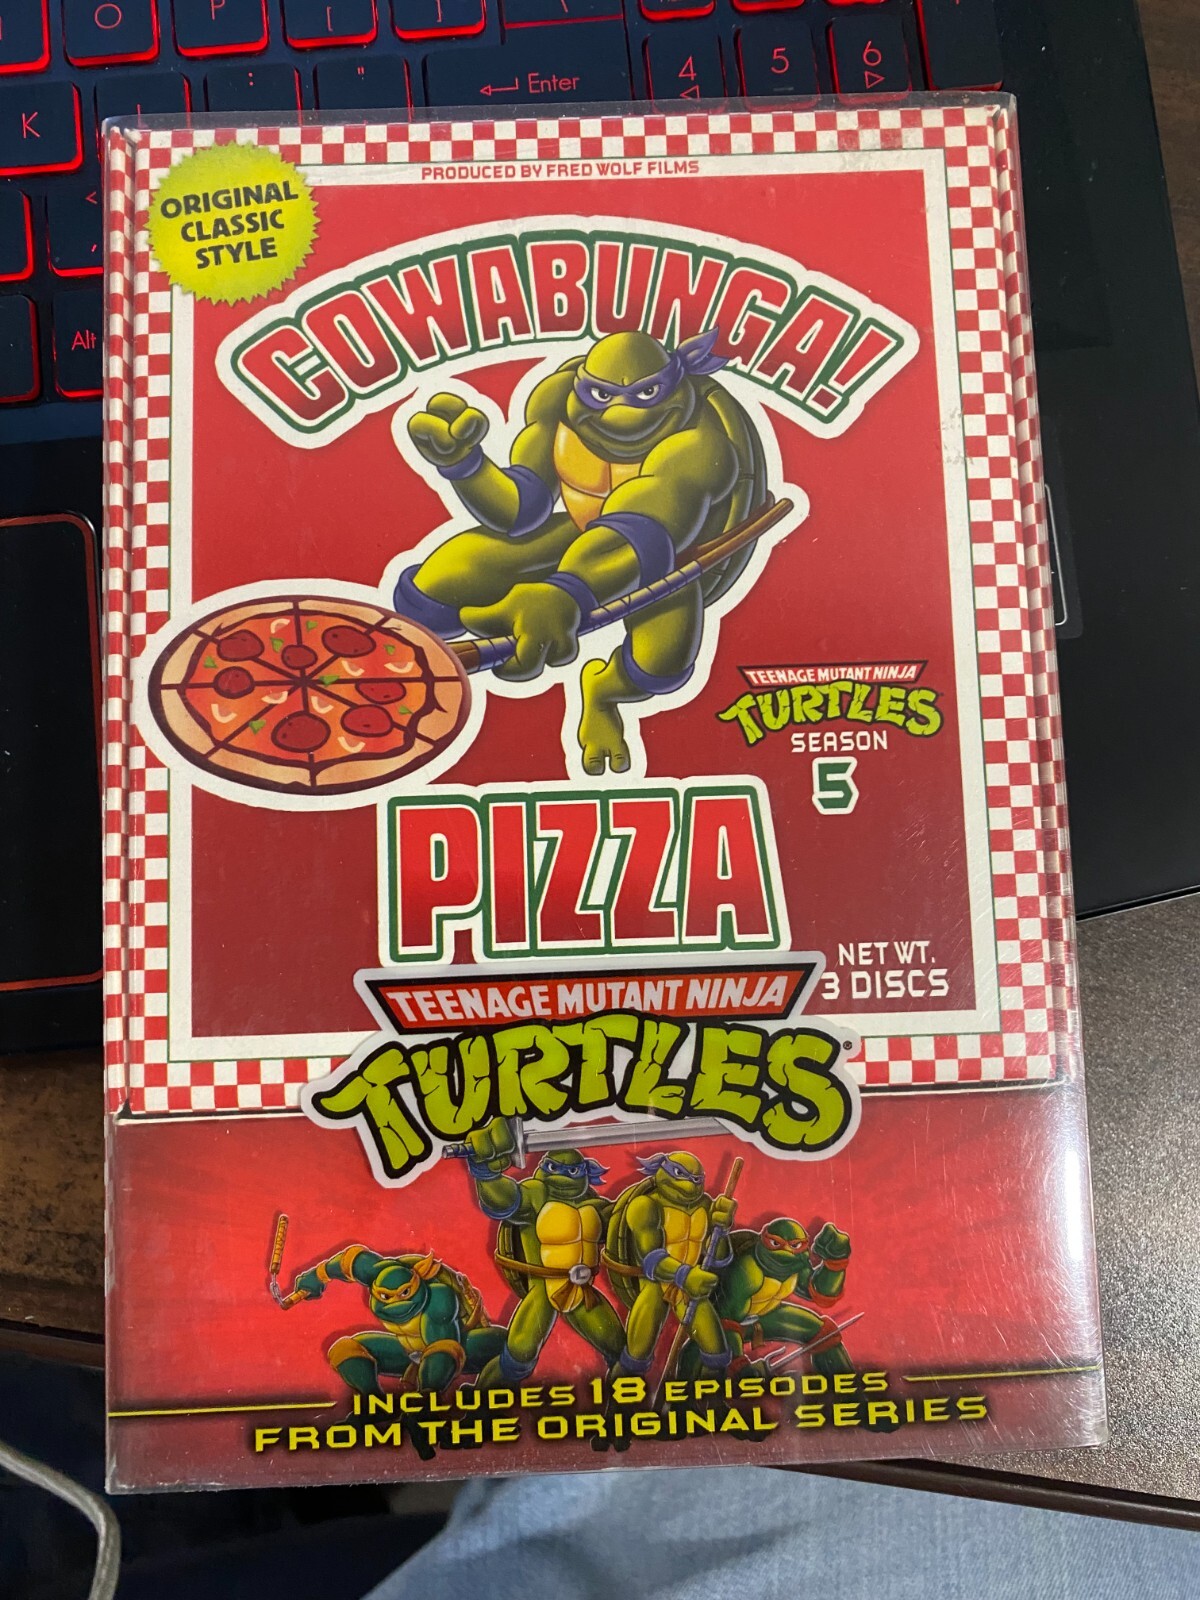 O P [ ] \
K L : " Enter 4 5 6
Alt
PRODUCED BY FRED WOLF FILMS
ORIGINAL
CLASSIC
STYLE
COWABUNGA!
TEENAGE MUTANT NINJA
TURTLES
SEASON
5
PIZZA
NET WT.
3 DISCS
TEENAGE MUTANT NINJA
TURTLES®
INCLUDES 18 EPISODES
FROM THE ORIGINAL SERIES